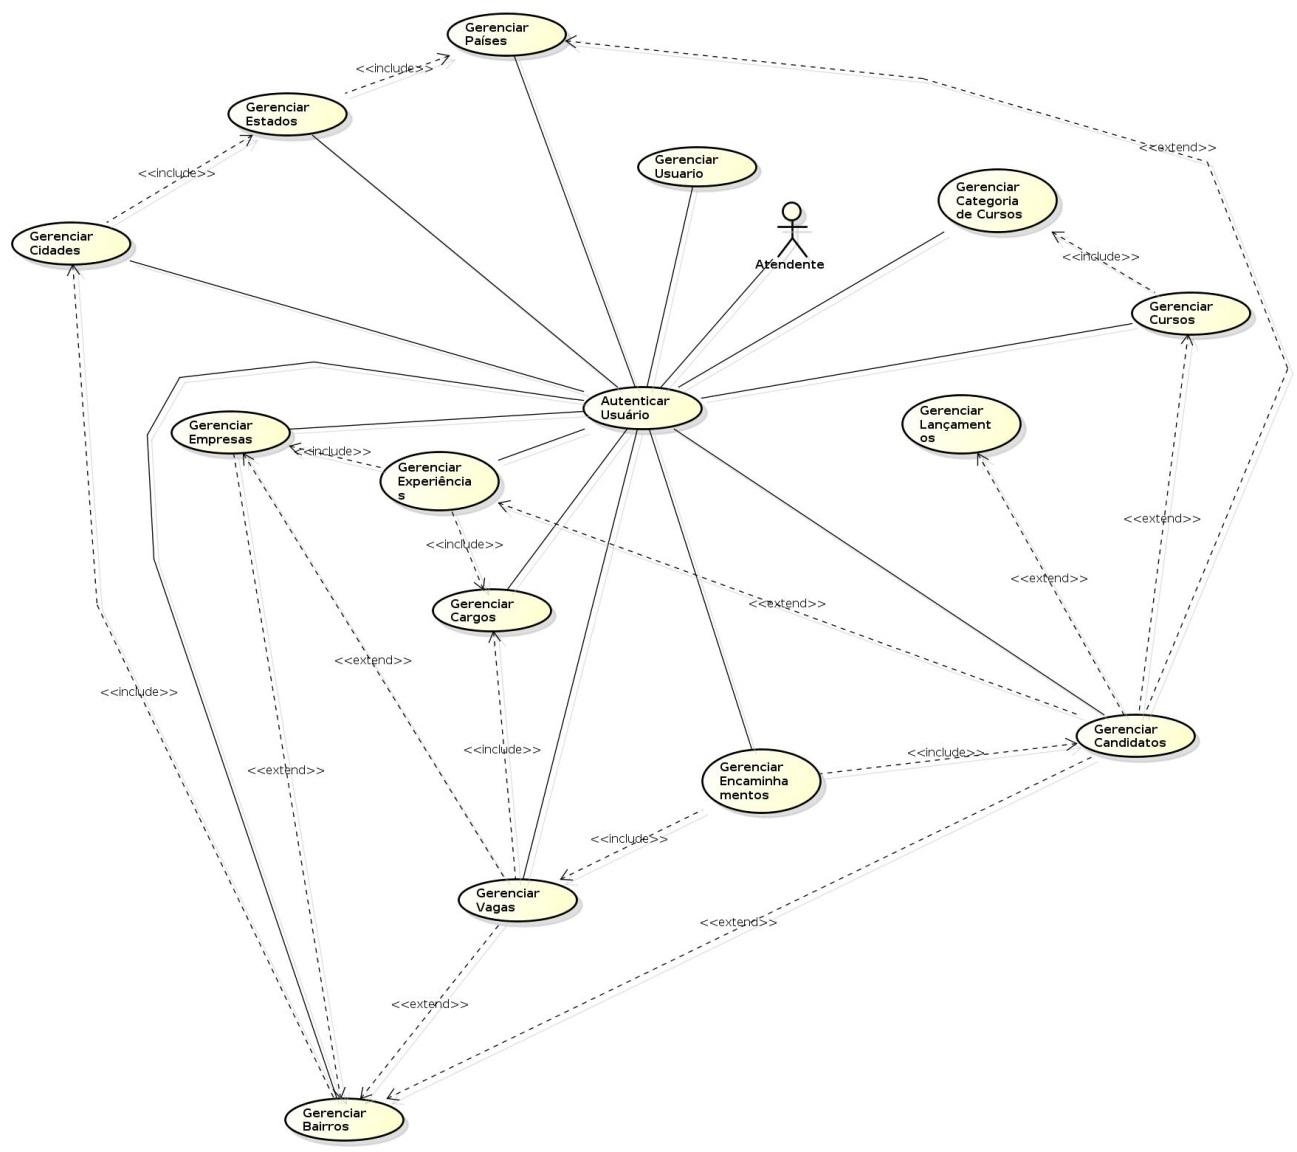 Gerenciar
Países
<<include>>
Gerenciar
Estados
<<extend>>
Gerenciar
Usuario
<<include>>
Gerenciar
Categoria
de Cursos
Gerenciar
Cidades
Atendente
<<include>>
Gerenciar
Cursos
Autenticar
Usuário
Gerenciar
Empresas
<<include>>
Gerenciar
Lançament
os
Gerenciar
Experiência
s
<<extend>>
<<include>>
<<extend>>
Gerenciar
Cargos
<<extend>>
<<extend>>
<<include>>
Gerenciar
Candidatos
<<include>>
<<include>>
<<extend>>
Gerenciar
Encaminha
mentos
<<include>>
Gerenciar
Vagas
<<extend>>
<<extend>>
Gerenciar
Bairros